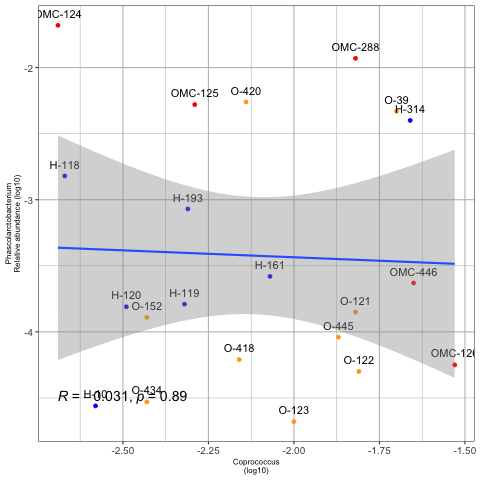 OMC-124
OMC-288
OMC-125
O-420
O-39
H-314
H-118
H-193
H-161
OMC-446
H-120
O-152
H-119
O-121
O-445
O-418
O-122
OMC-126
O-434
R = -0.031, p = 0.89
O-123
-2
-3
-4
-2.50
-2.25
-2.00
-1.75
-1.50
Phascolarctobacterium
Relative abundance (log10)
Coprococcus
(log10)